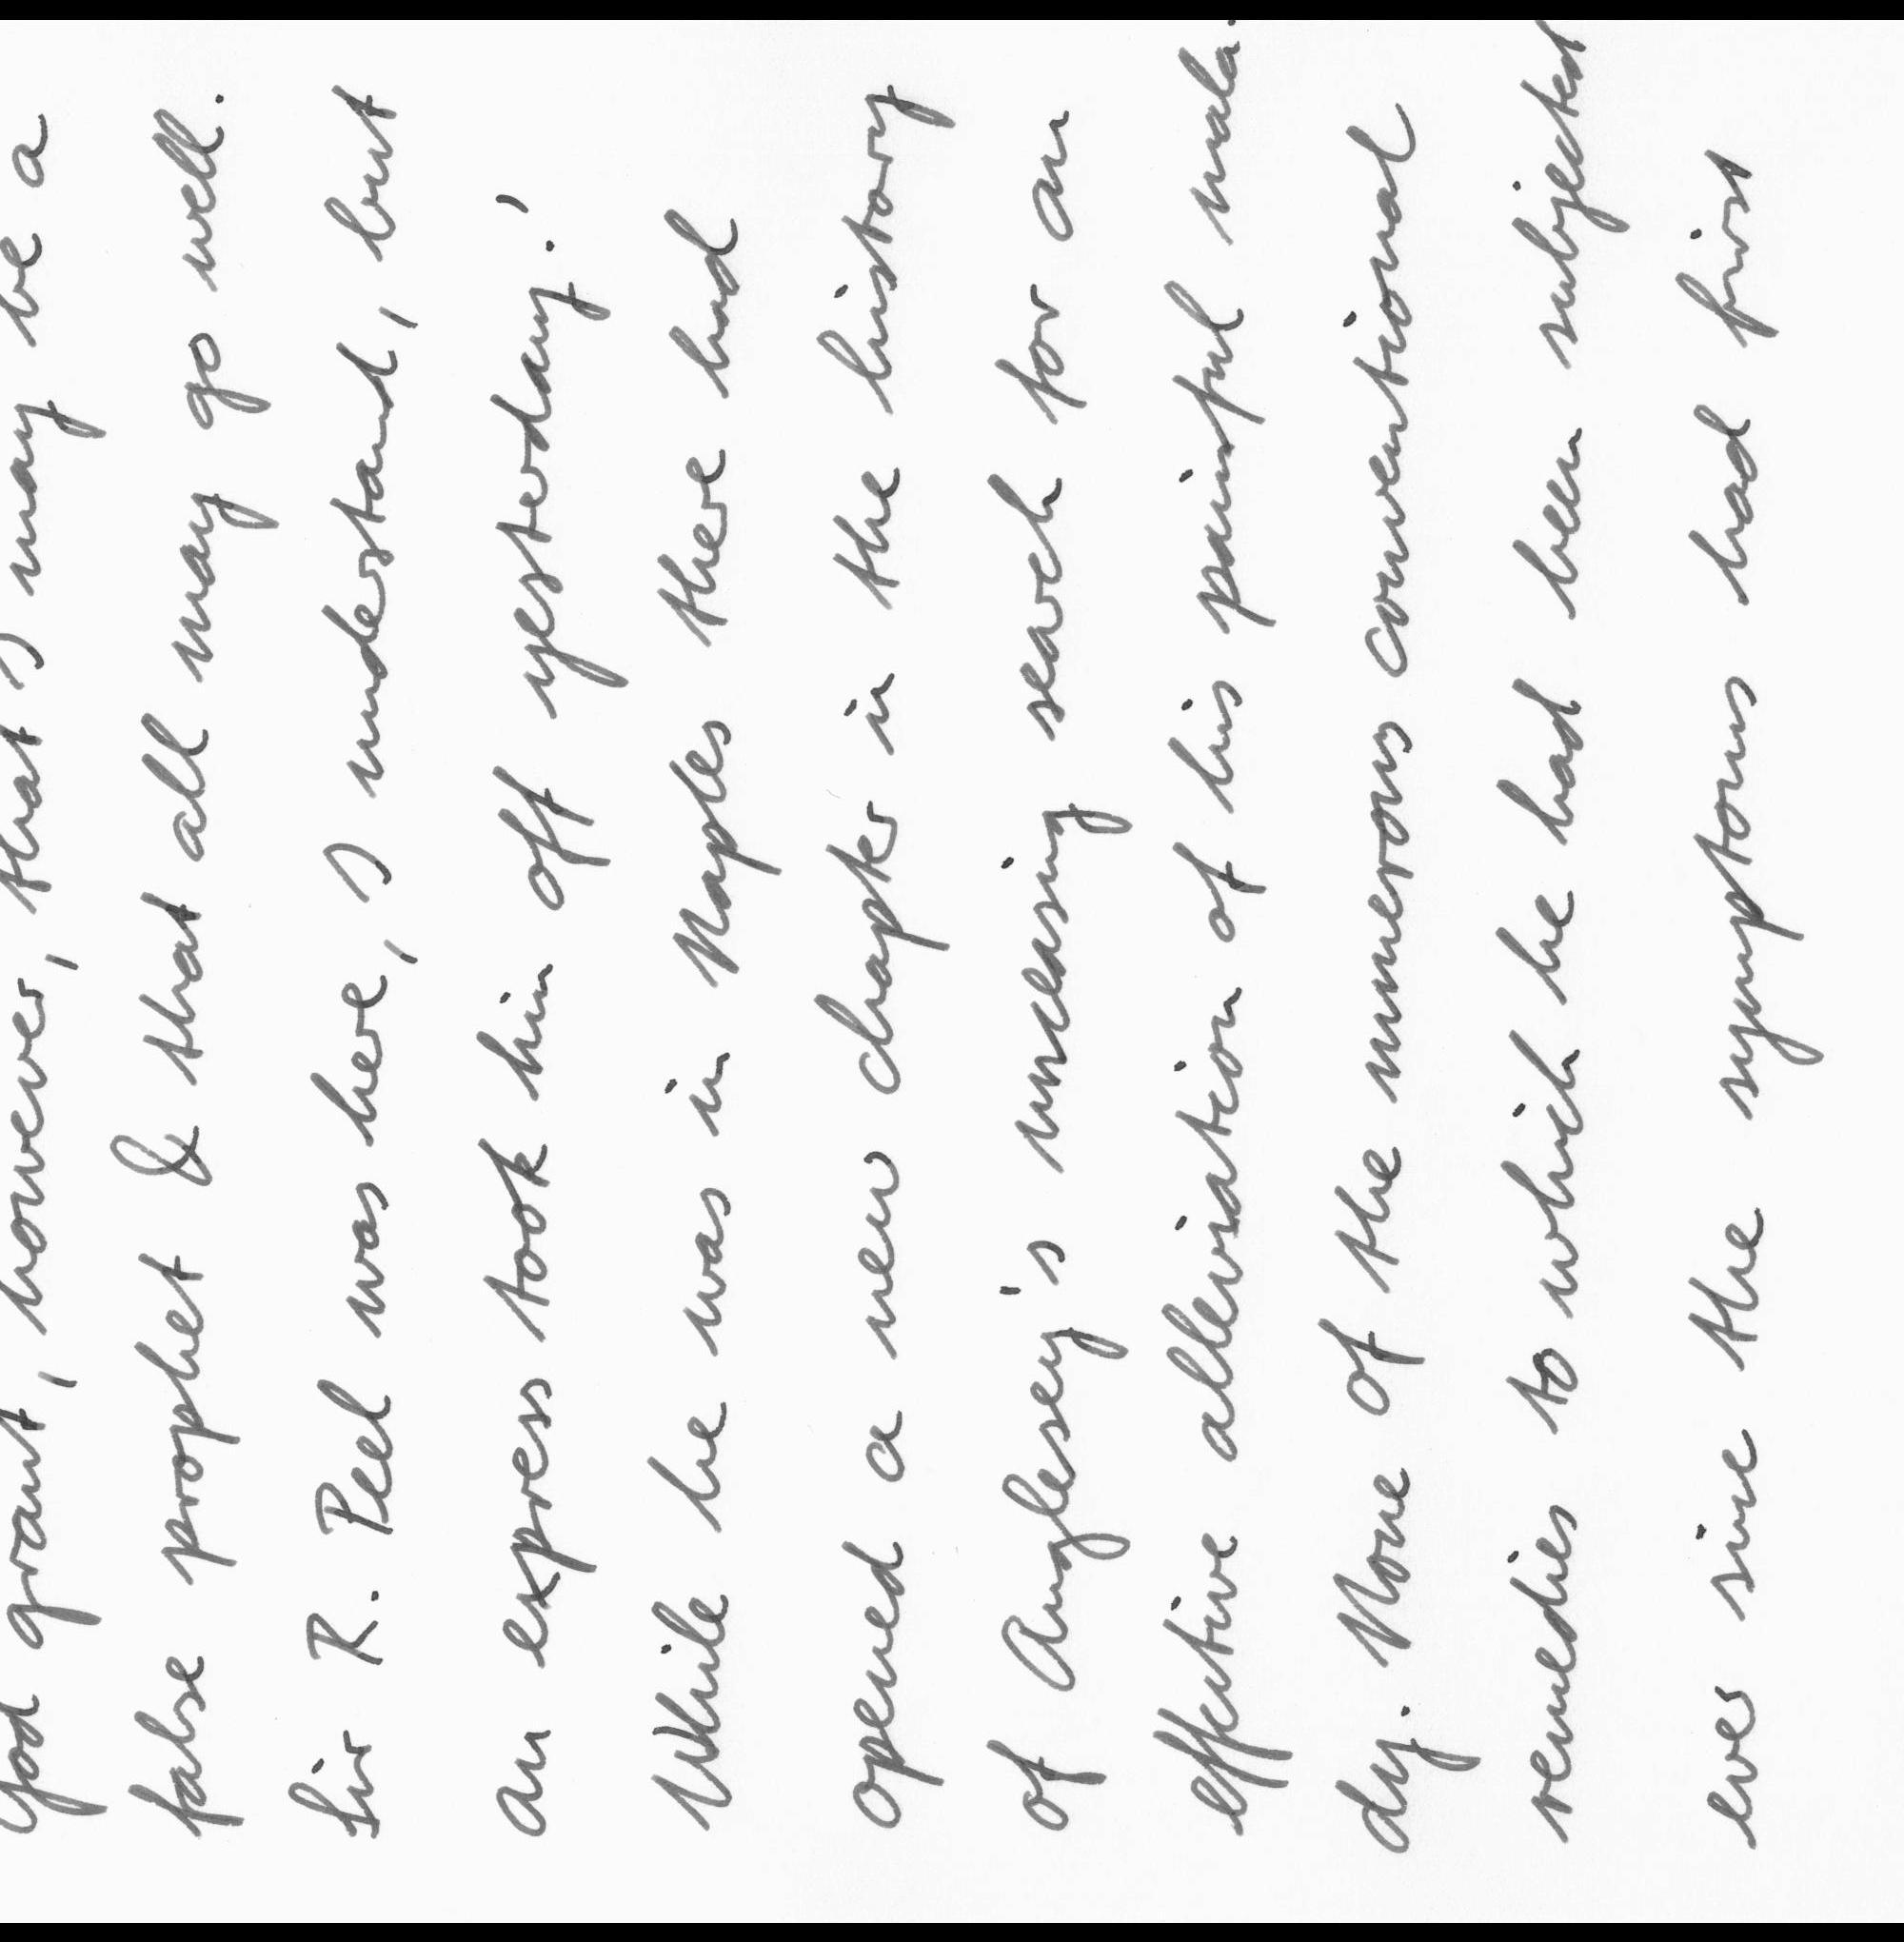 God grant, however, that I may be a
false prophet & that all may go well.
Sir R. Peel was here, I understand, but
an express took him off yesterday.'
While he was in Naples there had
opened a new chapter in the history
of Anglesey's unceasing search for an
effective alleviation of his painful mala-
dy. None of the numerous conventional
remedies to which he had been subjected
ever since the symptoms had first